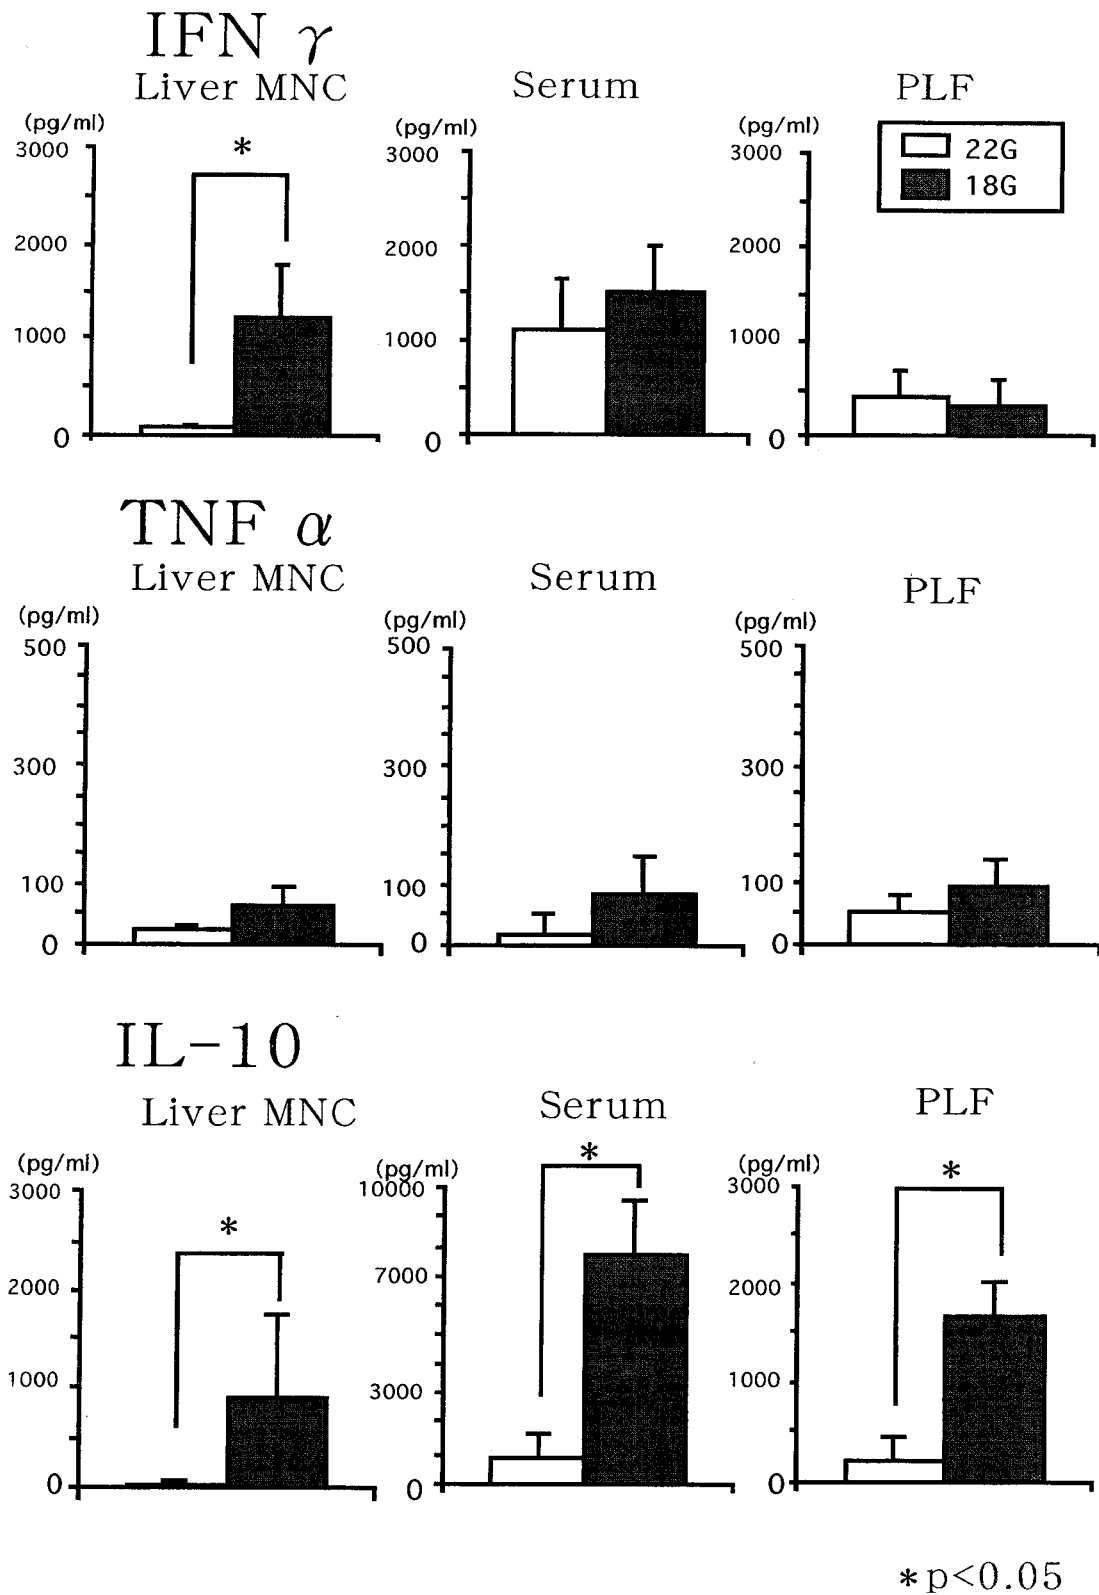 IFN γ
Liver MNC
Serum
PLF
(pg/ml)
(pg/ml)
(pg/ml)
22G
18G
*
3000
2000
1000
0
3000
2000
1000
0
3000
2000
1000
0
TNF α
Liver MNC
Serum
PLF
(pg/ml)
(pg/ml)
(pg/ml)
500
300
100
0
500
300
100
0
500
300
100
0
IL-10
Liver MNC
Serum
PLF
(pg/ml)
(pg/ml)
(pg/ml)
*
*
*
3000
2000
1000
0
10000
7000
3000
0
3000
2000
1000
0
*p<0.05